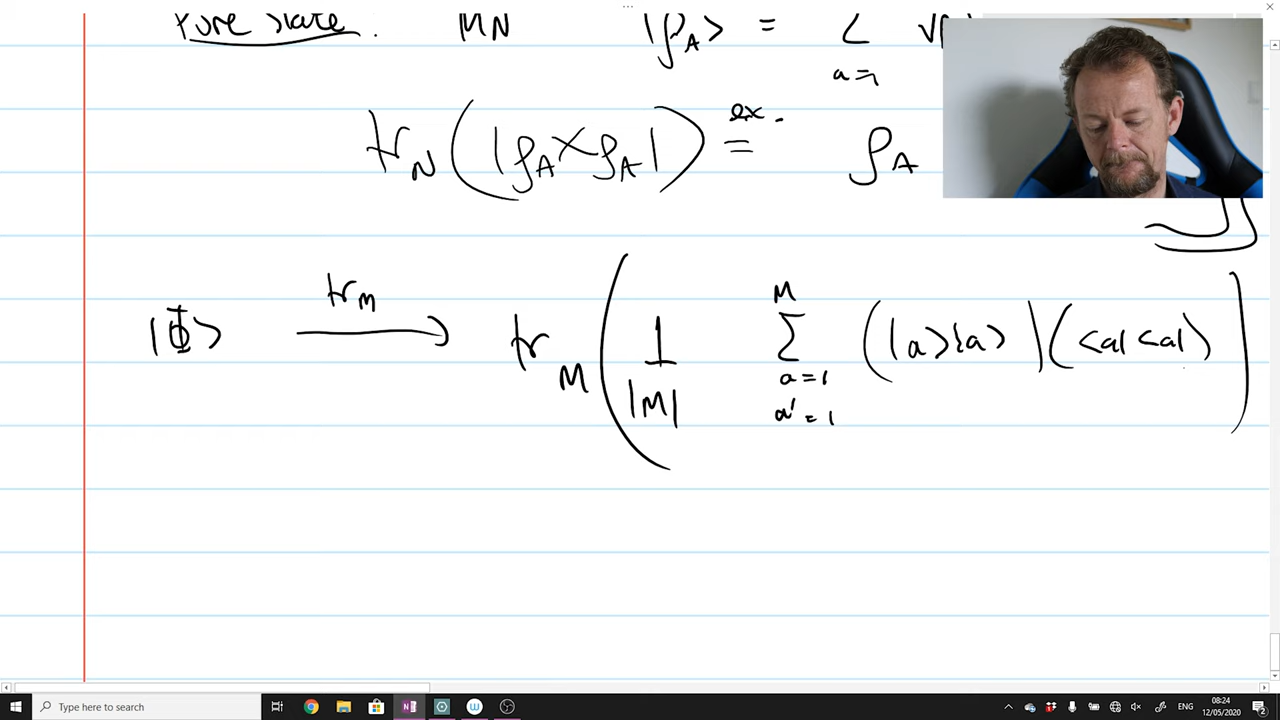 Pure State: MN |ρ_A> = Σ_{a=1} √
tr_N(|ρ_A><ρ_A|) =^{ex.} ρ_A
|Φ> →^{tr_M} tr_M( 1/|M| Σ_{a=1, a'=1}^{M} (|a>|a>)(<a|<a|) )
Type here to search
ENG
08:24
12/05/2020
2